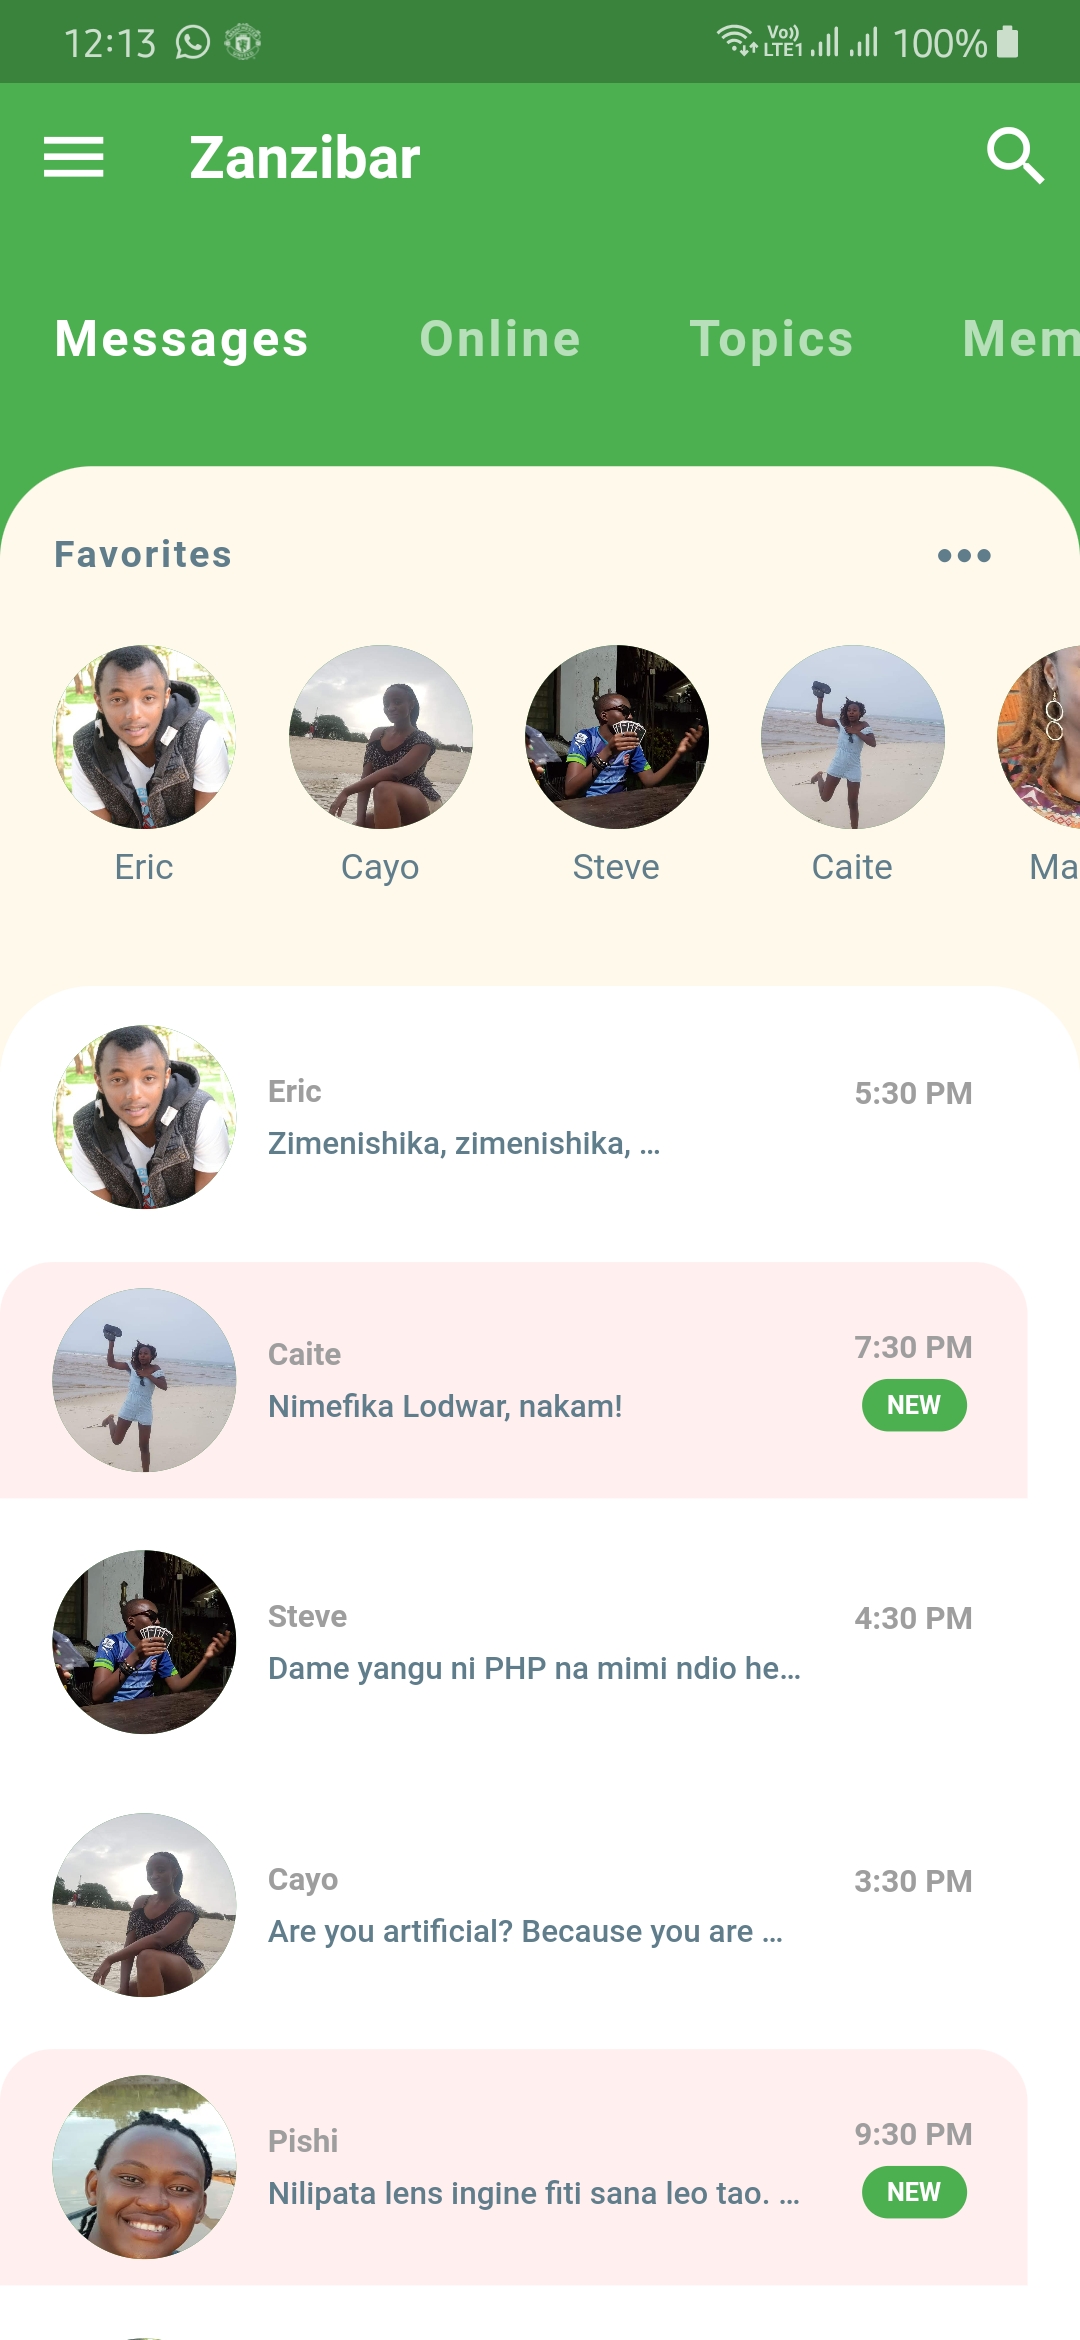 12:13 Vo)) LTE1 100%
Zanzibar
Messages Online Topics Mem
Favorites
Eric Cayo Steve Caite Ma
Eric 5:30 PM
Zimenishika, zimenishika, ...
Caite 7:30 PM
Nimefika Lodwar, nakam! NEW
Steve 4:30 PM
Dame yangu ni PHP na mimi ndio he...
Cayo 3:30 PM
Are you artificial? Because you are ...
Pishi 9:30 PM
Nilipata lens ingine fiti sana leo tao. ... NEW